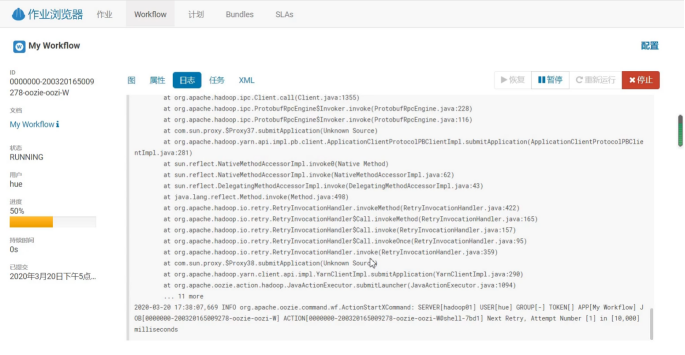 作业浏览器 作业 Workflow 计划 Bundles SLAs
My Workflow 配置
ID
0000000-200320165009
278-oozie-oozi-W
图 属性 日志 任务 XML 恢复 暂停 重新运行 停止
文档
My Workflow
状态
RUNNING
用户
hue
进度
50%
持续时间
0s
已提交
2020年3月20日下午5点...
at org.apache.hadoop.ipc.Client.call(Client.java:1355)
at org.apache.hadoop.ipc.ProtobufRpcEngine$Invoker.invoke(ProtobufRpcEngine.java:228)
at org.apache.hadoop.ipc.ProtobufRpcEngine$Invoker.invoke(ProtobufRpcEngine.java:116)
at com.sun.proxy.$Proxy37.submitApplication(Unknown Source)
at org.apache.hadoop.yarn.api.impl.pb.client.ApplicationClientProtocolPBClientImpl.submitApplication(ApplicationClientProtocolPBClie
ntImpl.java:281)
at sun.reflect.NativeMethodAccessorImpl.invoke0(Native Method)
at sun.reflect.NativeMethodAccessorImpl.invoke(NativeMethodAccessorImpl.java:62)
at sun.reflect.DelegatingMethodAccessorImpl.invoke(DelegatingMethodAccessorImpl.java:43)
at java.lang.reflect.Method.invoke(Method.java:498)
at org.apache.hadoop.io.retry.RetryInvocationHandler.invokeMethod(RetryInvocationHandler.java:422)
at org.apache.hadoop.io.retry.RetryInvocationHandler$Call.invokeMethod(RetryInvocationHandler.java:165)
at org.apache.hadoop.io.retry.RetryInvocationHandler$Call.invoke(RetryInvocationHandler.java:157)
at org.apache.hadoop.io.retry.RetryInvocationHandler$Call.invokeOnce(RetryInvocationHandler.java:95)
at org.apache.hadoop.io.retry.RetryInvocationHandler.invoke(RetryInvocationHandler.java:359)
at com.sun.proxy.$Proxy38.submitApplication(Unknown Source)
at org.apache.hadoop.yarn.client.api.impl.YarnClientImpl.submitApplication(YarnClientImpl.java:290)
at org.apache.oozie.action.hadoop.JavaActionExecutor.submitLauncher(JavaActionExecutor.java:1094)
... 11 more
2020-03-20 17:38:07,669 INFO org.apache.oozie.command.wf.ActionStartXCommand: SERVER[hadoop01] USER[hue] GROUP[-] TOKEN[] APP[My Workflow] J
OB[0000000-200320165009278-oozie-oozi-W] ACTION[0000000-200320165009278-oozie-oozi-W@shell-7bd1] Next Retry, Attempt Number [1] in [10,000]
milliseconds